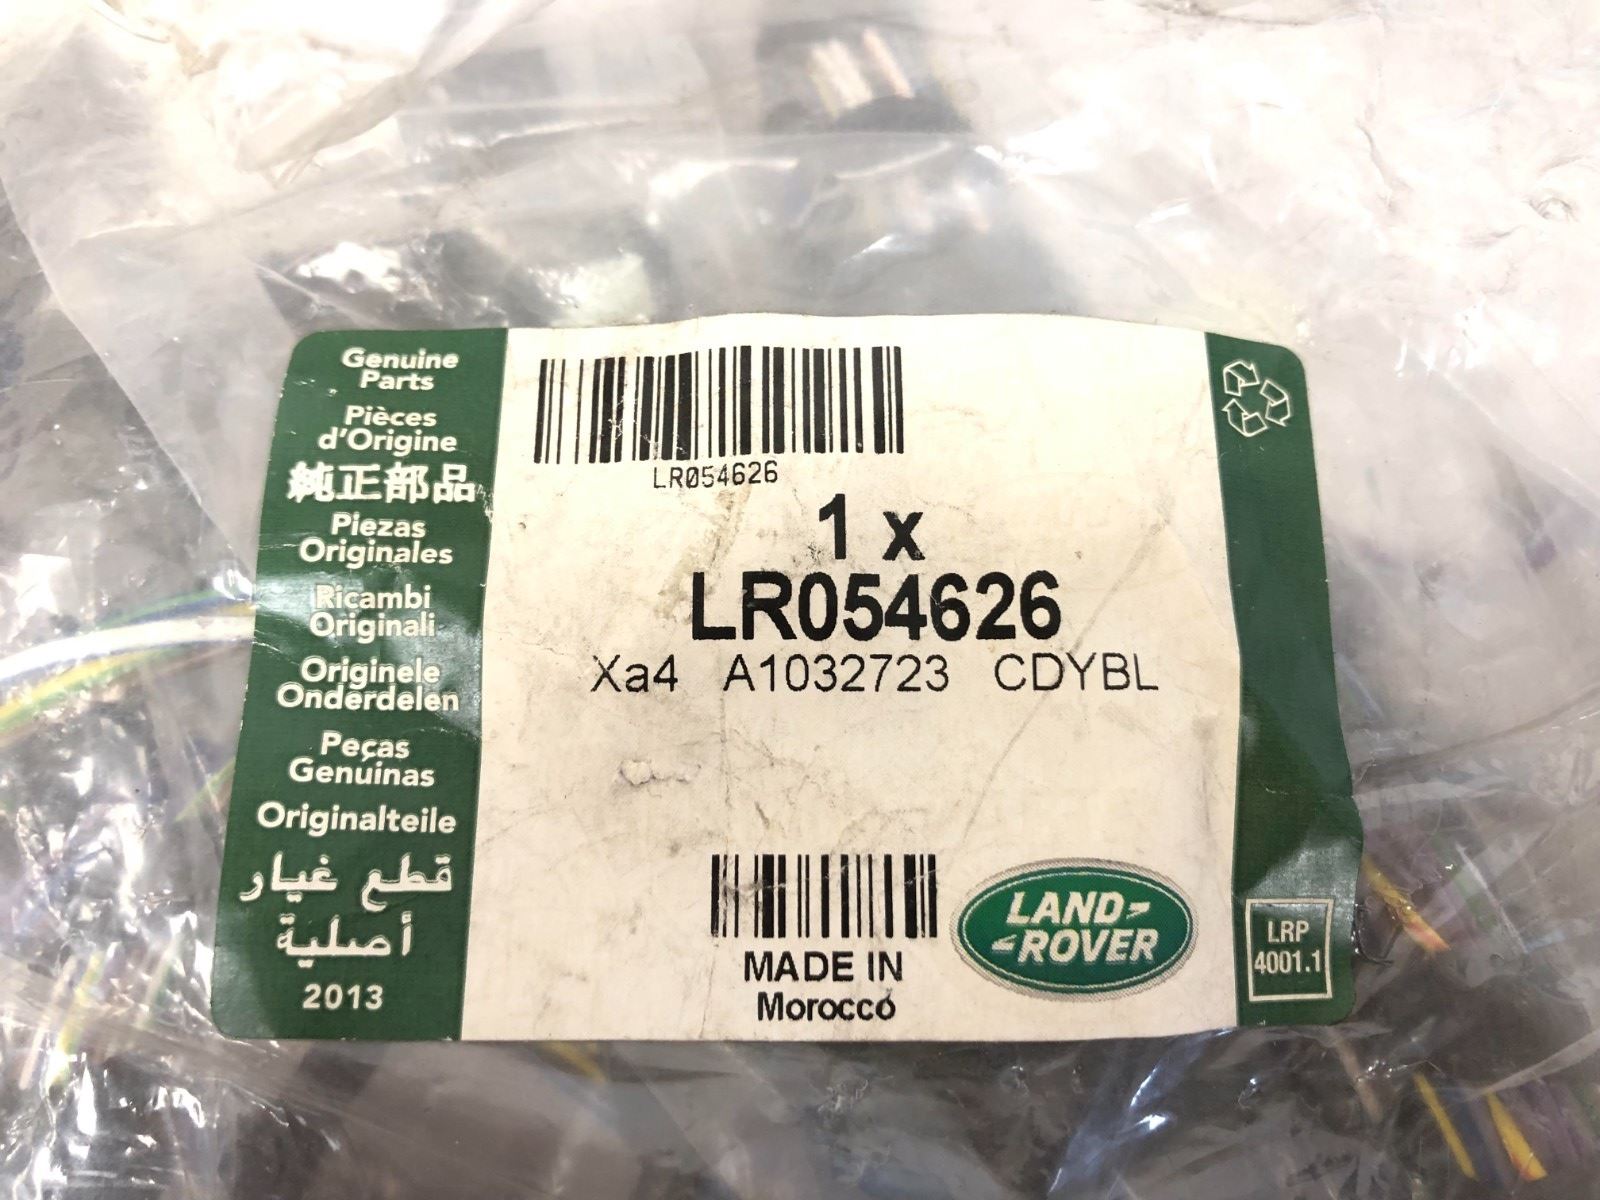 Genuine
Parts
Pièces
d'Origine
純正部品
Piezas
Originales
Ricambi
Originali
Originele
Onderdelen
Peças
Genuínas
Originalteile
قطع غيار
أصلية
2013
LR054626
1 x
LR054626
Xa4 A1032723 CDYBL
MADE IN
Morocco
LAND-
-ROVER
LRP
4001.1